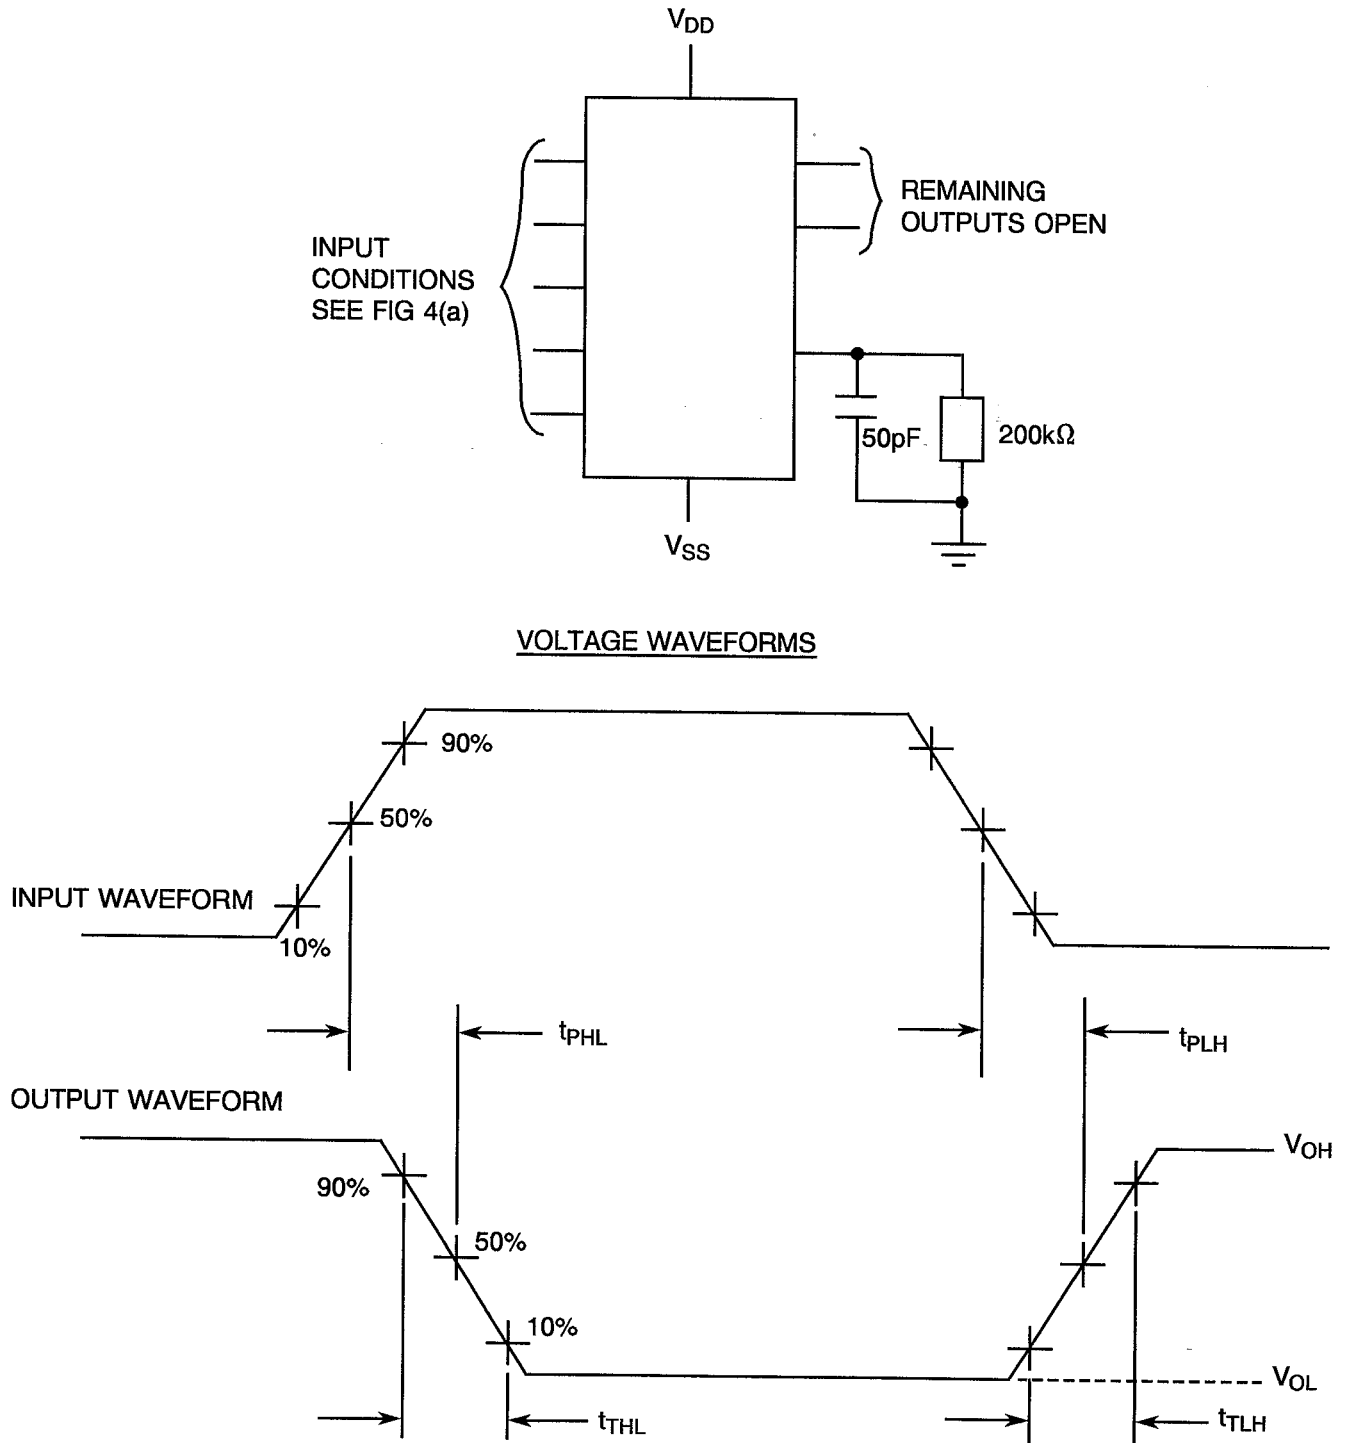 VDD
REMAINING
OUTPUTS OPEN
INPUT
CONDITIONS
SEE FIG 4(a)
50pF
200kΩ
VSS
VOLTAGE WAVEFORMS
90%
50%
INPUT WAVEFORM
10%
tPHL
tPLH
OUTPUT WAVEFORM
VOH
90%
50%
10%
VOL
tTHL
tTLH